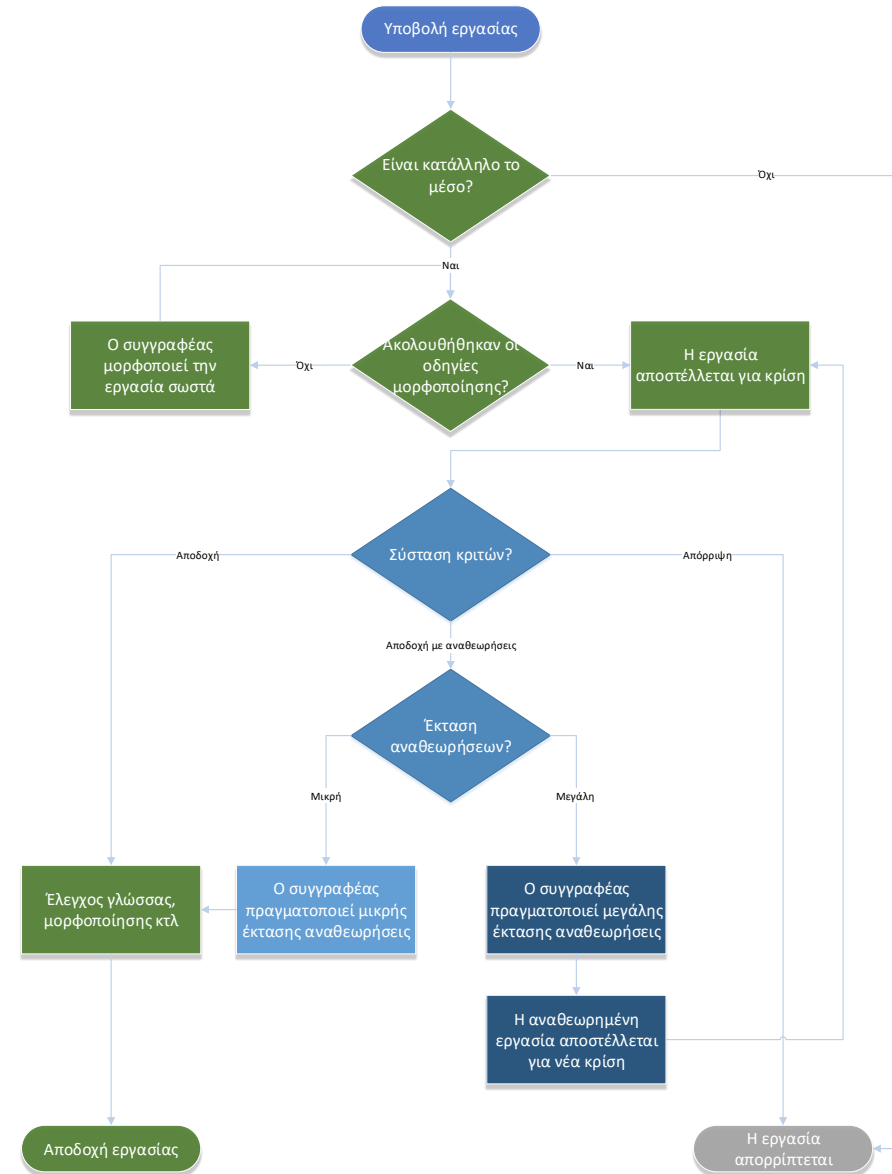 Υποβολή εργασίας
Είναι κατάλληλο το
μέσο?
Όχι
Ναι
Ο συγγραφέας
μορφοποιεί την
εργασία σωστά
Όχι
Ακολουθήθηκαν οι
οδηγίες
μορφοποίησης?
Ναι
Η εργασία
αποστέλλεται για κρίση
Αποδοχή
Σύσταση κριτών?
Απόρριψη
Αποδοχή με αναθεωρήσεις
Έκταση
αναθεωρήσεων?
Μικρή
Μεγάλη
Έλεγχος γλώσσας,
μορφοποίησης κτλ
Ο συγγραφέας
πραγματοποιεί μικρής
έκτασης αναθεωρήσεις
Ο συγγραφέας
πραγματοποιεί μεγάλης
έκτασης αναθεωρήσεις
Η αναθεωρημένη
εργασία αποστέλλεται
για νέα κρίση
Αποδοχή εργασίας
Η εργασία
απορρίπτεται